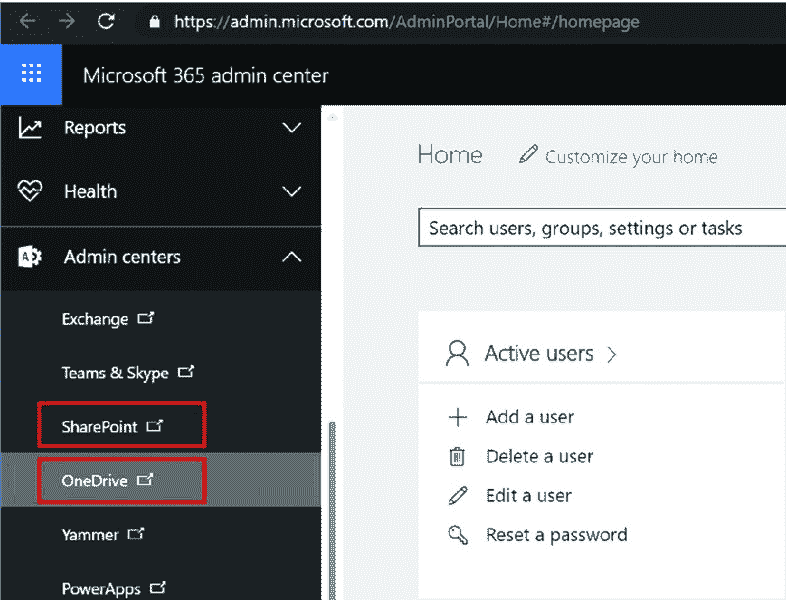 https://admin.microsoft.com/AdminPortal/Home#/homepage
Microsoft 365 admin center
Reports
Health
Admin centers
Exchange
Teams & Skype
SharePoint
OneDrive
Yammer
PowerApps
Home
Customize your home
Search users, groups, settings or tasks
Active users
Add a user
Delete a user
Edit a user
Reset a password